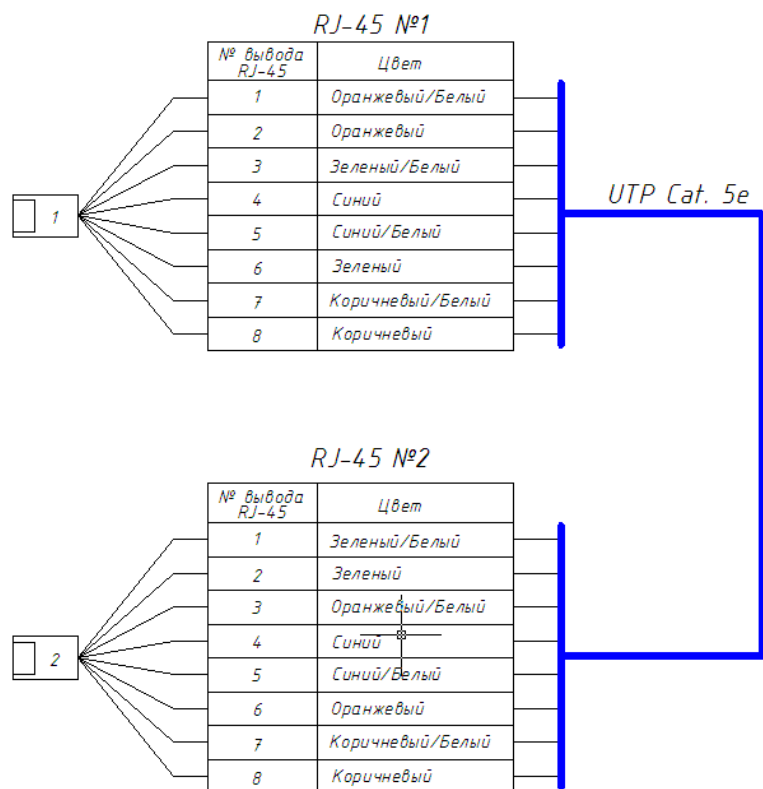 RJ-45 №1
№ вывода
RJ-45
Цвет
1 Оранжевый/Белый
2 Оранжевый
3 Зеленый/Белый
4 Синий
5 Синий/Белый
6 Зеленый
7 Коричневый/Белый
8 Коричневый
1
UTP Cat. 5e
RJ-45 №2
№ вывода
RJ-45
Цвет
1 Зеленый/Белый
2 Зеленый
3 Оранжевый/Белый
4 Синий
5 Синий/Белый
6 Оранжевый
7 Коричневый/Белый
8 Коричневый
2